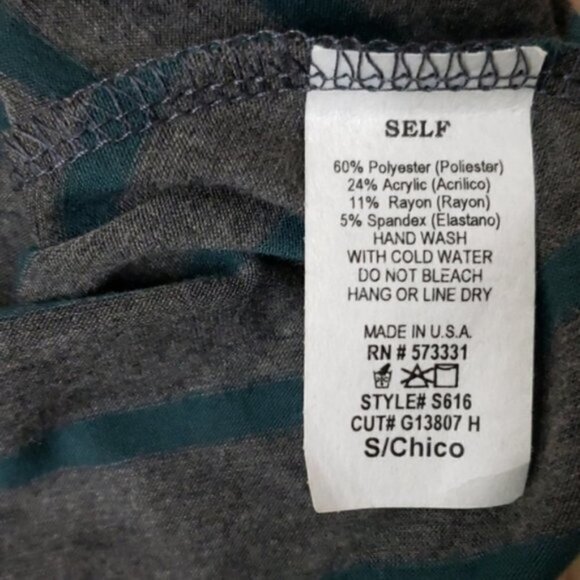 SELF
60% Polyester (Poliester)
24% Acrylic (Acrilico)
11% Rayon (Rayon)
5% Spandex (Elastano)
HAND WASH
WITH COLD WATER
DO NOT BLEACH
HANG OR LINE DRY
MADE IN U.S.A.
RN # 573331
STYLE# S616
CUT# G13807 H
S/Chico